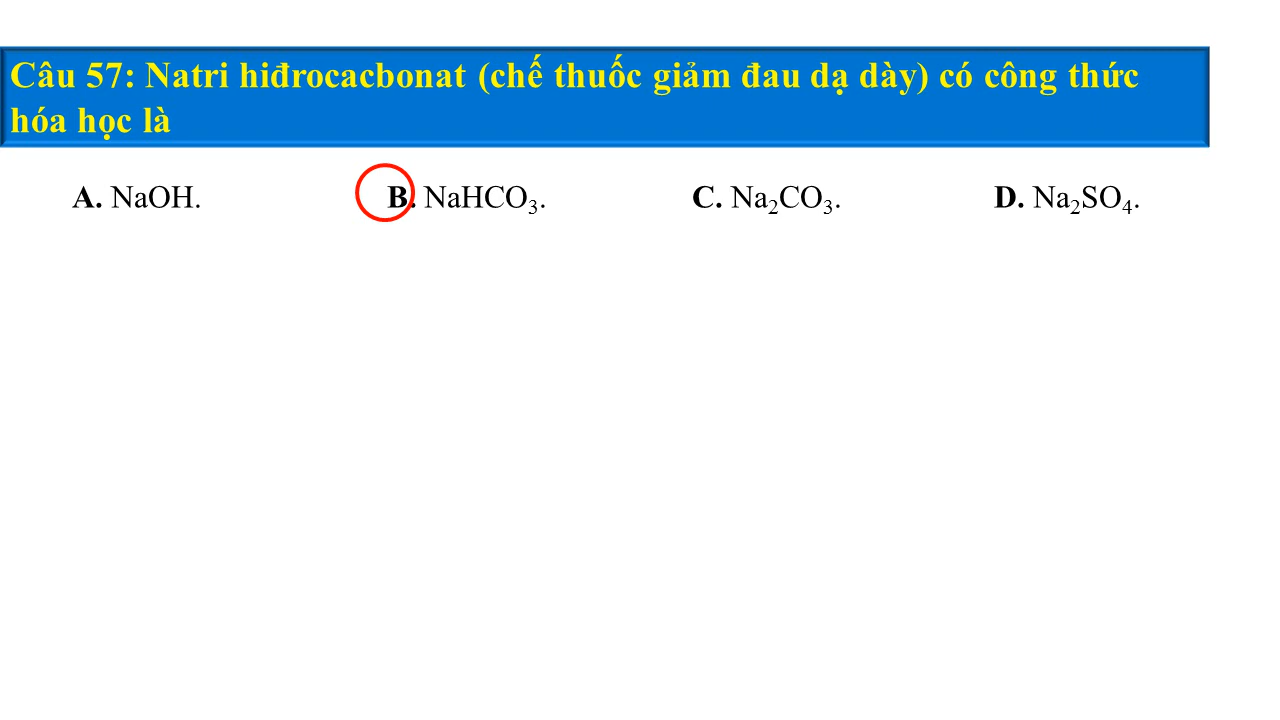 Câu 57: Natri hiđrocacbonat (chế thuốc giảm đau dạ dày) có công thức
hóa học là
A. NaOH. B. NaHCO₃. C. Na₂CO₃. D. Na₂SO₄.